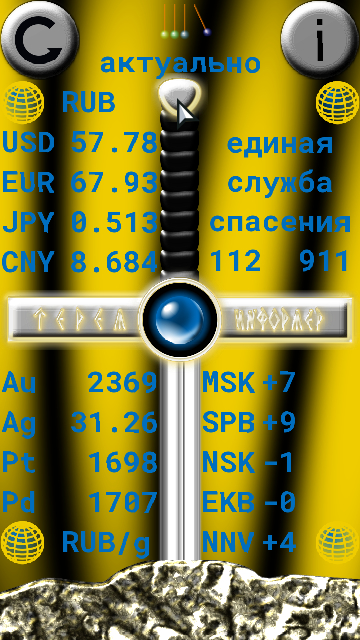 G i
актуально
RUB
USD 57.78
EUR 67.93
JPY 0.513
CNY 8.684
единая
служба
спасения
112 911
ТЕРЕМ ИНФОРМЕР
Au 2369
Ag 31.26
Pt 1698
Pd 1707
RUB/g
MSK +7
SPB +9
NSK -1
EKB -0
NNV +4